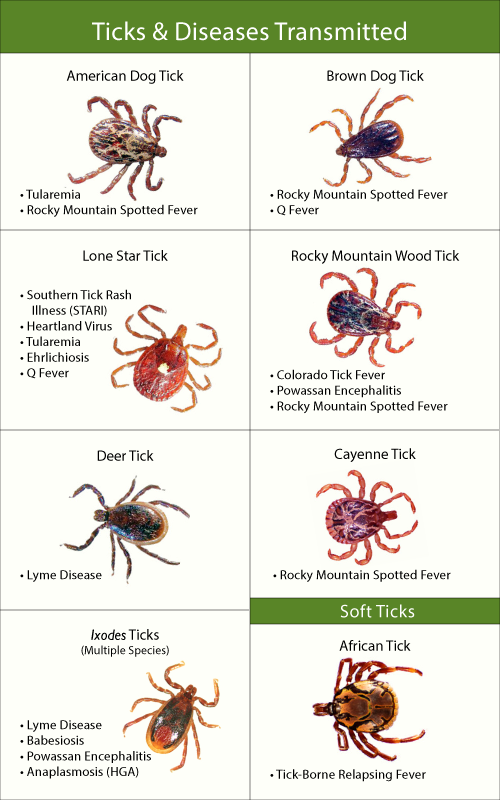 Ticks & Diseases Transmitted
American Dog Tick
• Tularemia
• Rocky Mountain Spotted Fever
Brown Dog Tick
• Rocky Mountain Spotted Fever
• Q Fever
Lone Star Tick
• Southern Tick Rash
Illness (STARI)
• Heartland Virus
• Tularemia
• Ehrlichiosis
• Q Fever
Rocky Mountain Wood Tick
• Colorado Tick Fever
• Powassan Encephalitis
• Rocky Mountain Spotted Fever
Deer Tick
• Lyme Disease
Cayenne Tick
• Rocky Mountain Spotted Fever
Ixodes Ticks
(Multiple Species)
• Lyme Disease
• Babesiosis
• Powassan Encephalitis
• Anaplasmosis (HGA)
Soft Ticks
African Tick
• Tick-Borne Relapsing Fever